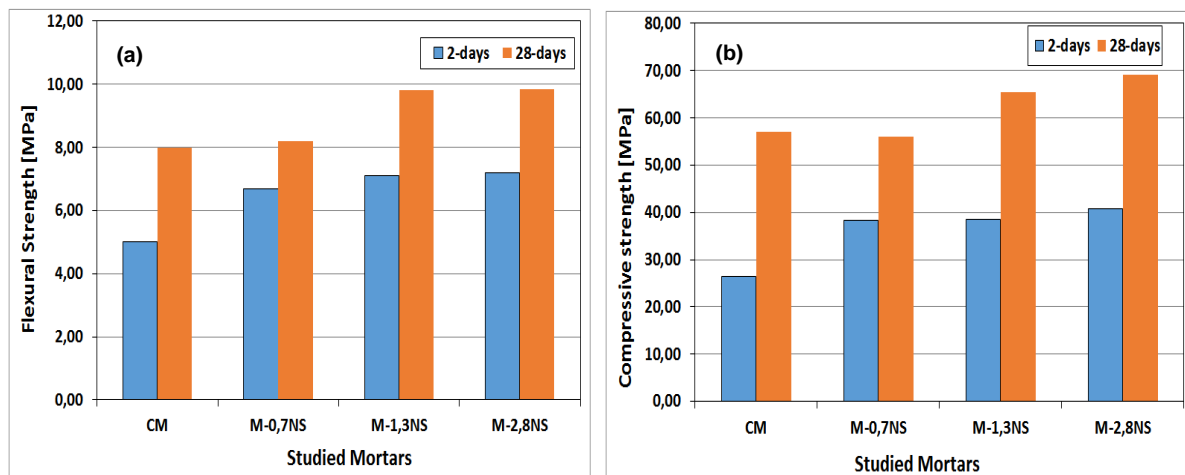 (a)
2-days 28-days
Flexural Strength [MPa]
12,00
10,00
8,00
6,00
4,00
2,00
0,00
CM M-0,7NS M-1,3NS M-2,8NS
Studied Mortars
(b)
2-days 28-days
Compressive strength [MPa]
80,00
70,00
60,00
50,00
40,00
30,00
20,00
10,00
0,00
CM M-0,7NS M-1,3NS M-2,8NS
Studied Mortars